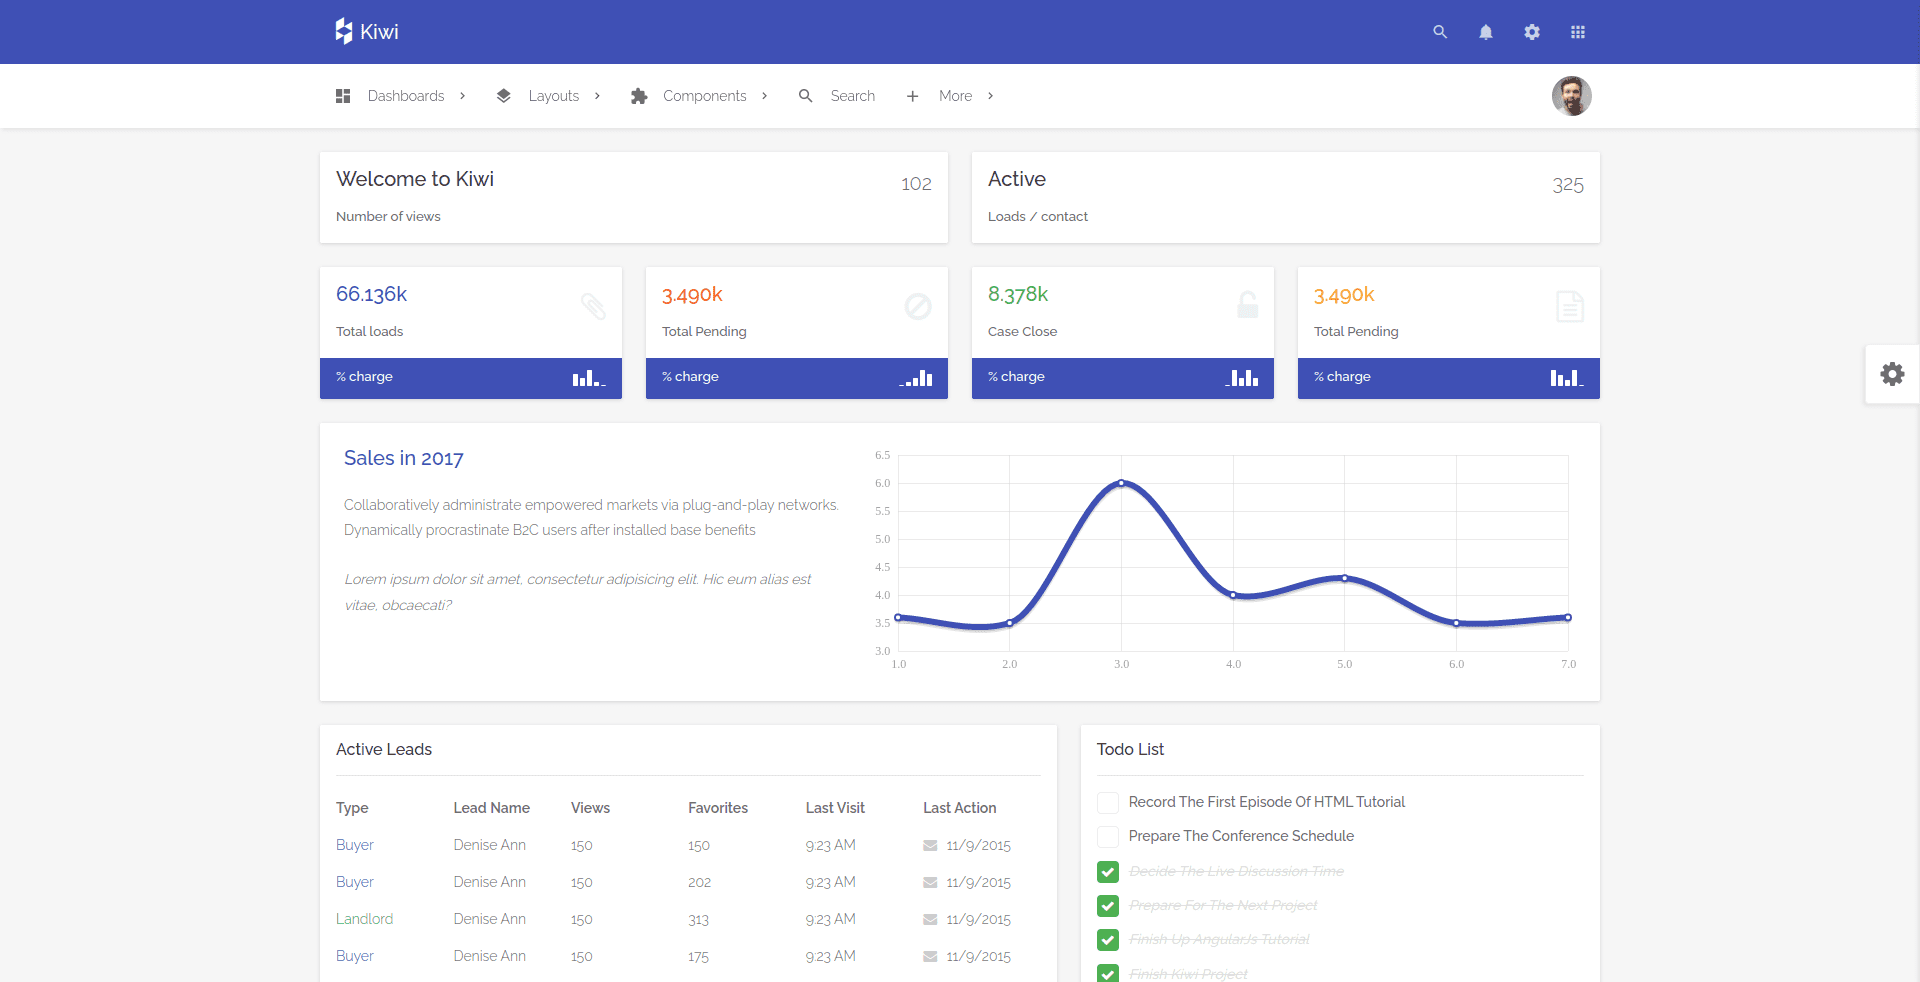 Kiwi
Dashboards Layouts Components Search More
Welcome to Kiwi
102
Number of views
Active
325
Loads / contact
66.136k
Total loads
% charge
3.490k
Total Pending
% charge
8.378k
Case Close
% charge
3.490k
Total Pending
% charge
Sales in 2017
Collaboratively administrate empowered markets via plug-and-play networks.
Dynamically procrastinate B2C users after installed base benefits
Lorem ipsum dolor sit amet, consectetur adipisicing elit. Hic eum alias est
vitae, obcaecati?
6.5
6.0
5.5
5.0
4.5
4.0
3.5
3.0
1.0 2.0 3.0 4.0 5.0 6.0 7.0
Active Leads
Type Lead Name Views Favorites Last Visit Last Action
Buyer Denise Ann 150 150 9:23 AM 11/9/2015
Buyer Denise Ann 150 202 9:23 AM 11/9/2015
Landlord Denise Ann 150 313 9:23 AM 11/9/2015
Buyer Denise Ann 150 175 9:23 AM 11/9/2015
Todo List
Record The First Episode Of HTML Tutorial
Prepare The Conference Schedule
Decide The Live Discussion Time
Prepare For The Next Project
Finish Up AngularJs Tutorial
Finish Kiwi Project